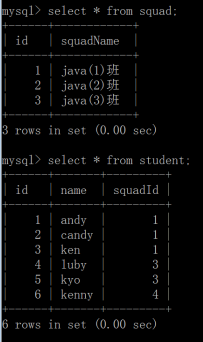 mysql> select * from squad;
+------+-----------+
| id | squadName |
+------+-----------+
| 1 | java(1)班 |
| 2 | java(2)班 |
| 3 | java(3)班 |
+------+-----------+
3 rows in set (0.00 sec)
mysql> select * from student;
+------+-------+---------+
| id | name | squadId |
+------+-------+---------+
| 1 | andy | 1 |
| 2 | candy | 1 |
| 3 | ken | 1 |
| 4 | luby | 3 |
| 5 | kyo | 3 |
| 6 | kenny | 4 |
+------+-------+---------+
6 rows in set (0.00 sec)